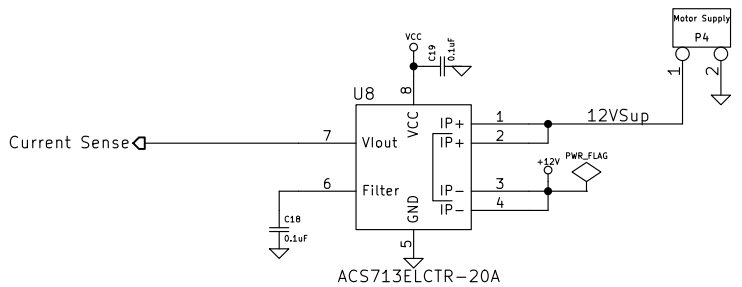 Motor Supply
P4
1
2
VCC
C19
0.1uF
U8
8
VCC
IP+
1
12VSup
IP+
2
Current Sense
7
VIout
+12V
PWR_FLAG
6
Filter
IP-
3
IP-
4
C18
0.1uF
GND
5
ACS713ELCTR-20A